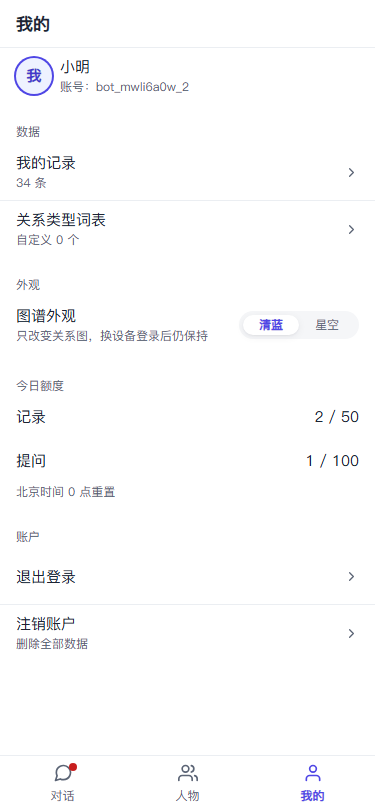 我的
我
小明
账号：bot_mwli6a0w_2
数据
我的记录
34 条
关系类型词表
自定义 0 个
外观
图谱外观
只改变关系图，换设备登录后仍保持
清蓝
星空
今日额度
记录
2 / 50
提问
1 / 100
北京时间 0 点重置
账户
退出登录
注销账户
删除全部数据
对话
人物
我的